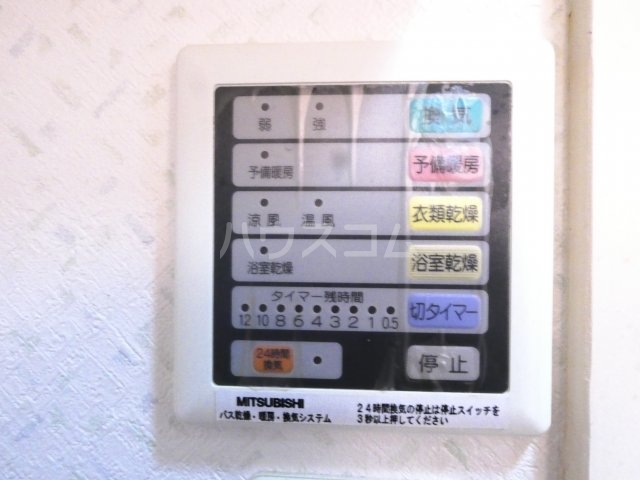 弱 強 換気
予備暖房 予備暖房
涼風 温風 衣類乾燥
浴室乾燥 浴室乾燥
タイマー残時間
12 10 8 6 4 3 2 1 0.5 切タイマー
24時間
換気
停止
MITSUBISHI
バス乾燥・暖房・換気システム
24時間換気の停止は停止スイッチを
3秒以上押してください
ハウスコム